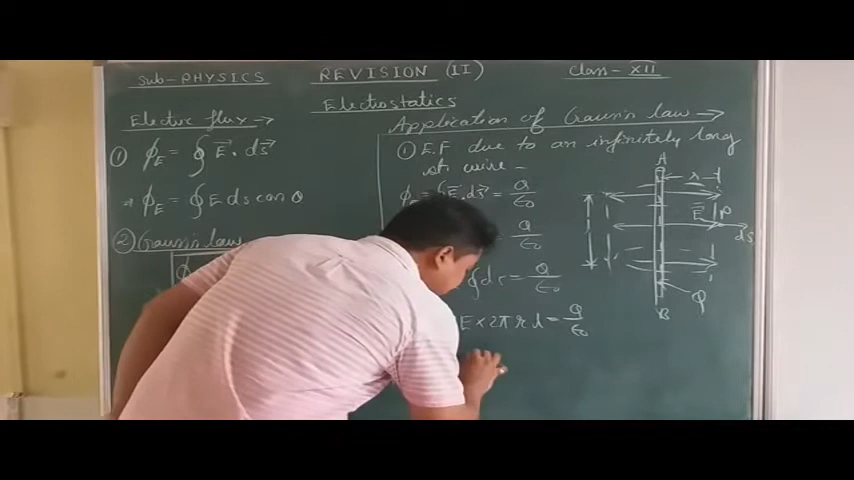 Sub-PHYSICS
REVISION (II)
Class-XII
Electrostatics
Electric flux →
① ϕ_E = ∮ E⃗. ds⃗
⇒ ϕ_E = ∮ E ds cos θ
② Gauss's law
Application of Gauss's law →
① E.F due to an infinitely long
st. wire -
ϕ_E = ∮ E⃗.ds⃗ = Q/ε₀
Q/ε₀
∮ds = Q/ε₀
E × 2π r l = Q/ε₀
A
r
E⃗
P
ds
l
Q
B